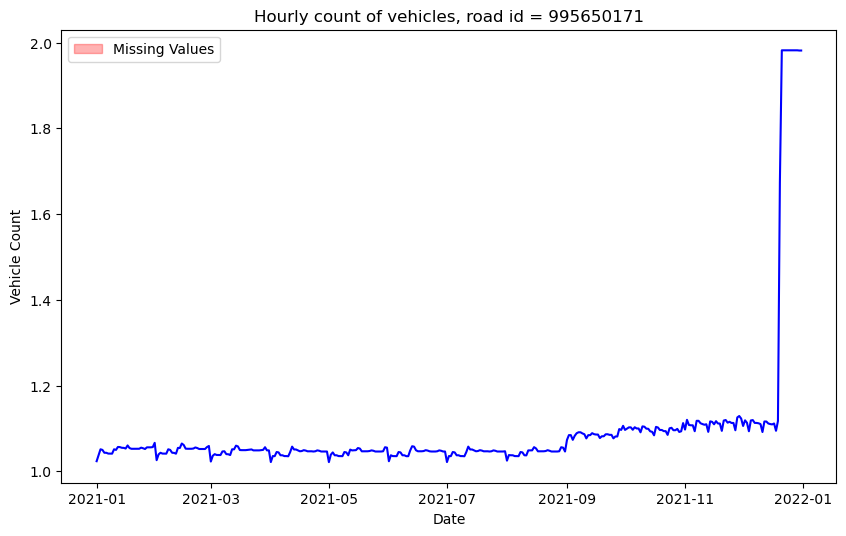 Hourly count of vehicles, road id = 995650171
Missing Values
2.0
1.8
1.6
1.4
1.2
1.0
Vehicle Count
2021-01 2021-03 2021-05 2021-07 2021-09 2021-11 2022-01
Date